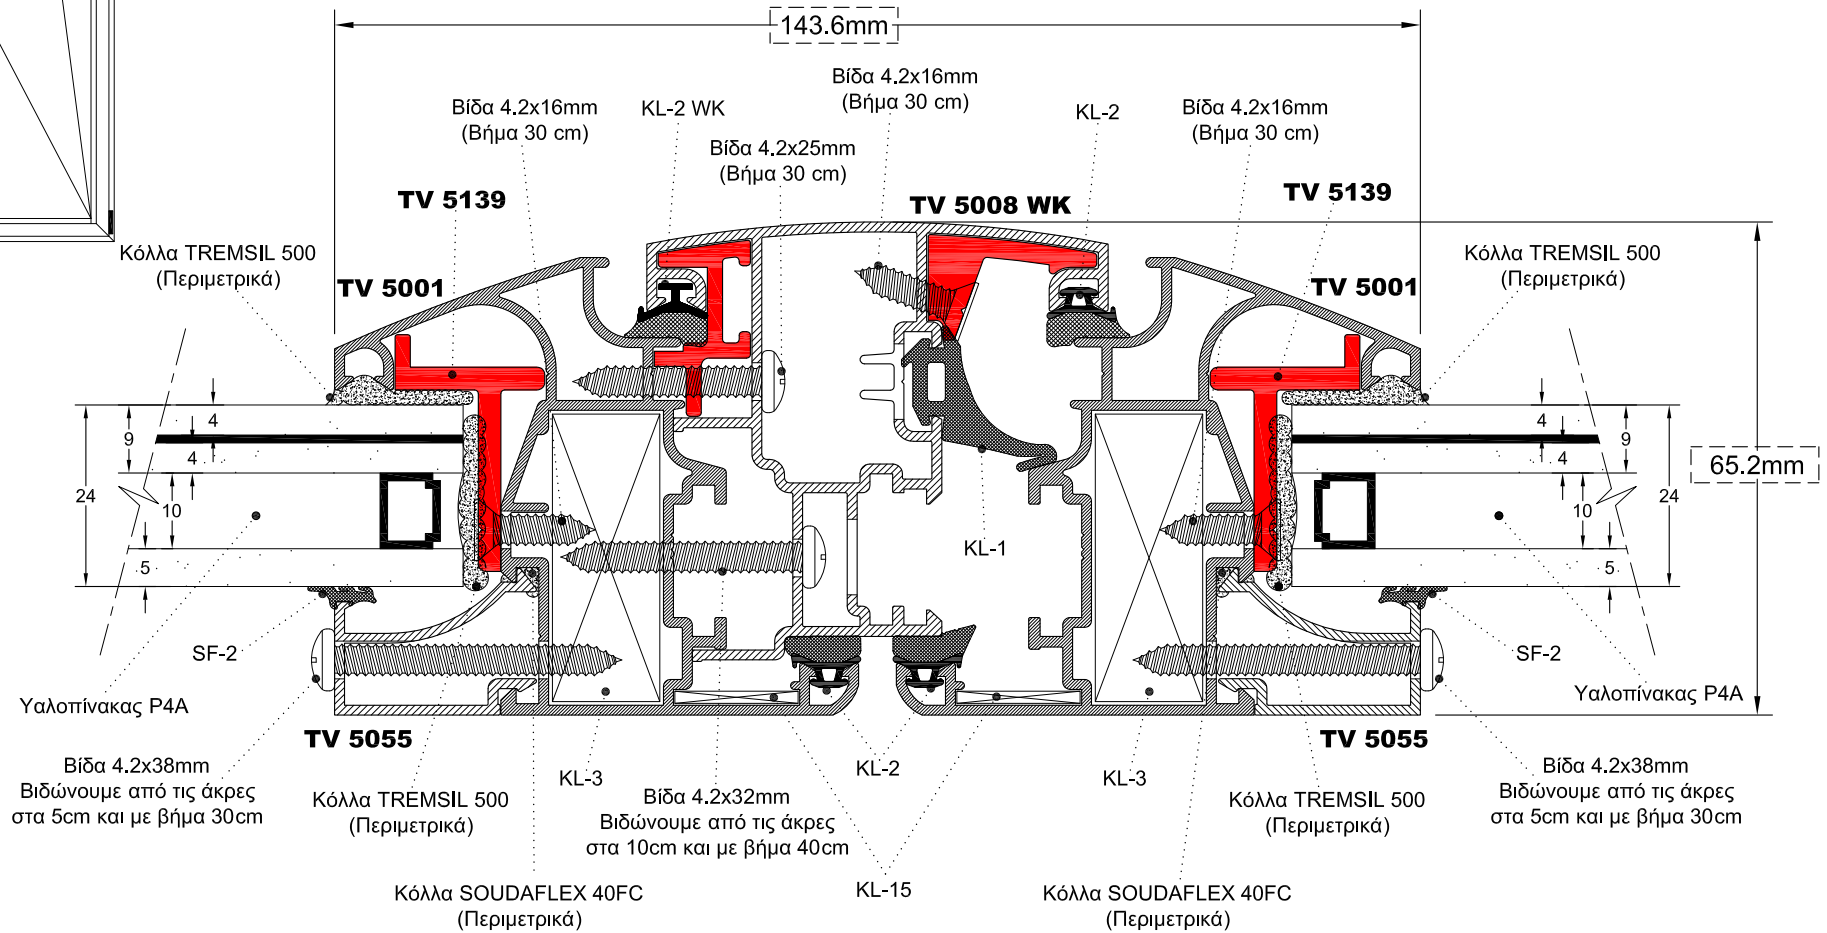 143.6mm
Βίδα 4.2x16mm
(Βήμα 30 cm)
KL-2 WK
Βίδα 4.2x25mm
(Βήμα 30 cm)
Βίδα 4.2x16mm
(Βήμα 30 cm)
KL-2
Βίδα 4.2x16mm
(Βήμα 30 cm)
TV 5139
TV 5008 WK
TV 5139
Κόλλα TREMSIL 500
(Περιμετρικά)
TV 5001
TV 5001
Κόλλα TREMSIL 500
(Περιμετρικά)
4
9
4
24
10
5
4
9
4
24
10
5
65.2mm
KL-1
SF-2
SF-2
Υαλοπίνακας P4A
Υαλοπίνακας P4A
TV 5055
TV 5055
Βίδα 4.2x38mm
Βιδώνουμε από τις άκρες
στα 5cm και με βήμα 30cm
Κόλλα TREMSIL 500
(Περιμετρικά)
KL-3
Βίδα 4.2x32mm
Βιδώνουμε από τις άκρες
στα 10cm και με βήμα 40cm
KL-2
KL-15
KL-3
Κόλλα TREMSIL 500
(Περιμετρικά)
Βίδα 4.2x38mm
Βιδώνουμε από τις άκρες
στα 5cm και με βήμα 30cm
Κόλλα SOUDAFLEX 40FC
(Περιμετρικά)
Κόλλα SOUDAFLEX 40FC
(Περιμετρικά)